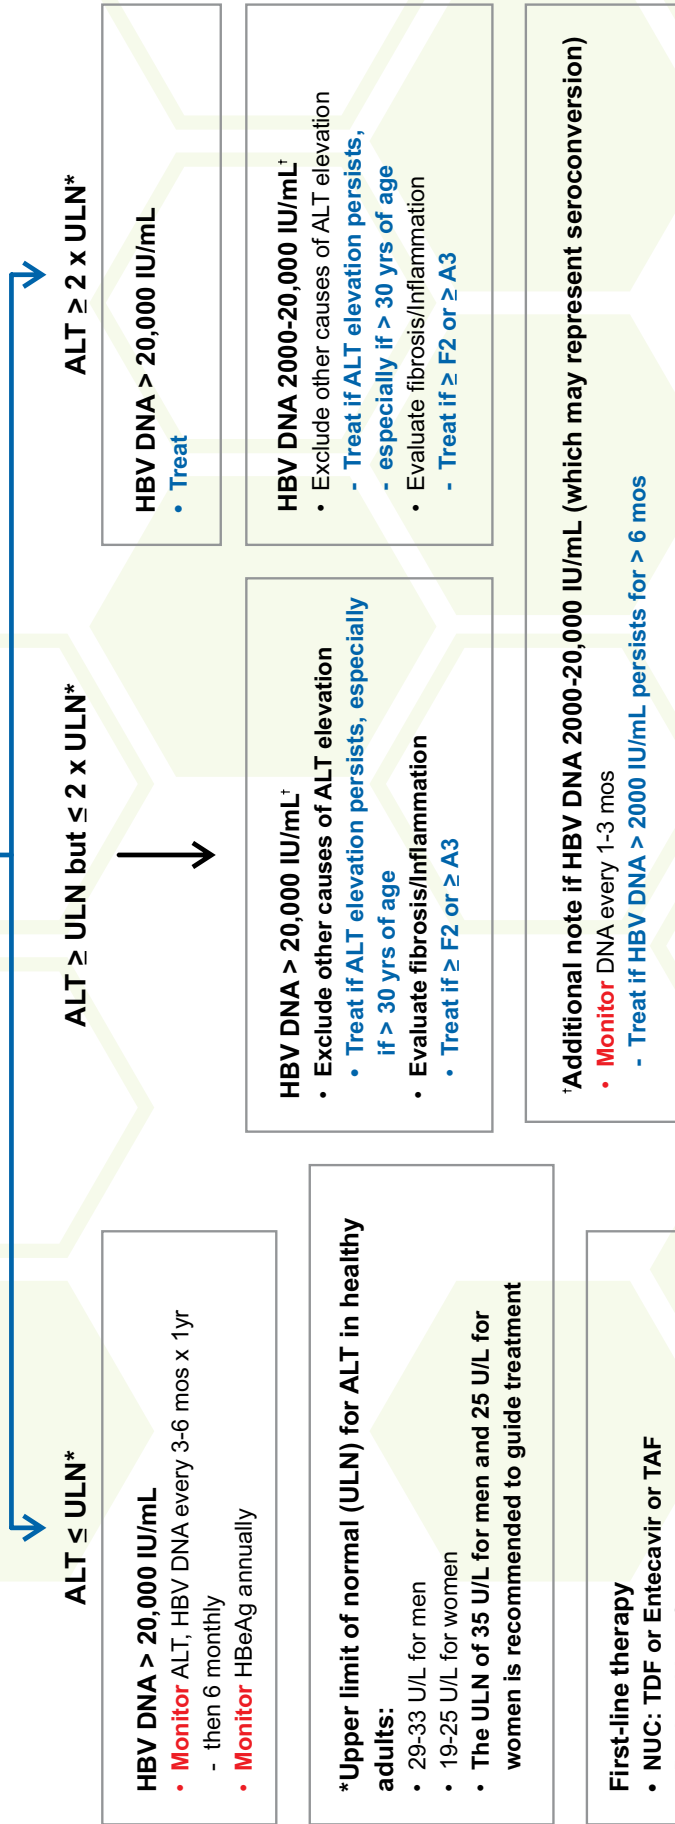 ALT ≤ ULN*
HBV DNA > 20,000 IU/mL
• Monitor ALT, HBV DNA every 3-6 mos x 1yr
- then 6 monthly
• Monitor HBeAg annually
*Upper limit of normal (ULN) for ALT in healthy
adults:
• 29-33 U/L for men
• 19-25 U/L for women
• The ULN of 35 U/L for men and 25 U/L for
women is recommended to guide treatment
First-line therapy
• NUC: TDF or Entecavir or TAF
ALT ≥ ULN but ≤ 2 x ULN*
HBV DNA > 20,000 IU/mL†
• Exclude other causes of ALT elevation
• Treat if ALT elevation persists, especially
if > 30 yrs of age
• Evaluate fibrosis/Inflammation
• Treat if ≥ F2 or ≥ A3
ALT ≥ 2 x ULN*
HBV DNA > 20,000 IU/mL
• Treat
HBV DNA 2000-20,000 IU/mL†
• Exclude other causes of ALT elevation
- Treat if ALT elevation persists,
- especially if > 30 yrs of age
• Evaluate fibrosis/Inflammation
- Treat if ≥ F2 or ≥ A3
†Additional note if HBV DNA 2000-20,000 IU/mL (which may represent seroconversion)
• Monitor DNA every 1-3 mos
- Treat if HBV DNA > 2000 IU/mL persists for > 6 mos